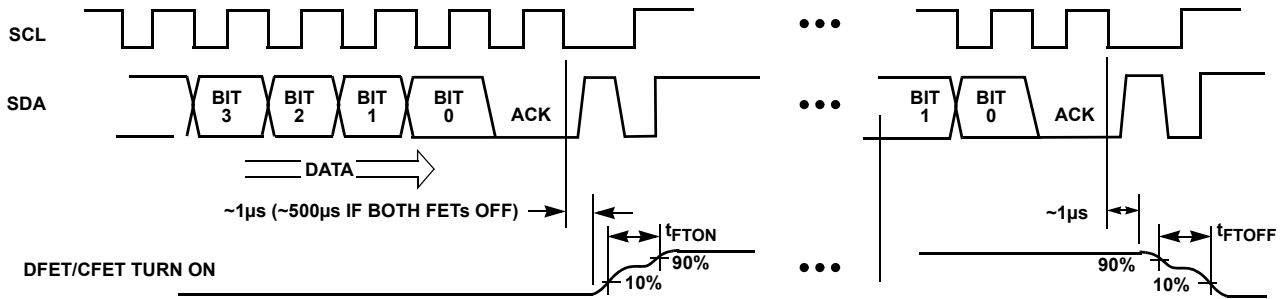 SCL
SDA
BIT 3
BIT 2
BIT 1
BIT 0
ACK
BIT 1
BIT 0
ACK
DATA
~1µs (~500µs IF BOTH FETs OFF)
~1µs
tFTON
tFTOFF
DFET/CFET TURN ON
10%
90%
90%
10%